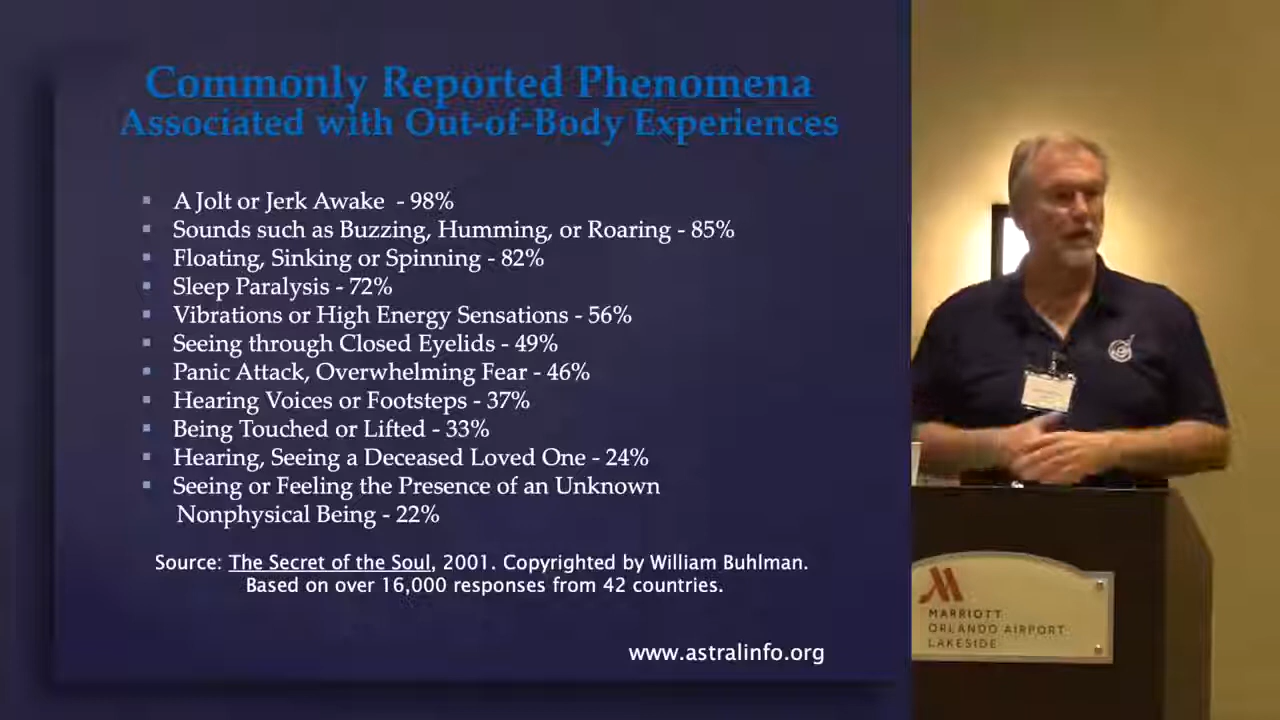 Commonly Reported Phenomena
Associated with Out-of-Body Experiences
▪ A Jolt or Jerk Awake - 98%
▪ Sounds such as Buzzing, Humming, or Roaring - 85%
▪ Floating, Sinking or Spinning - 82%
▪ Sleep Paralysis - 72%
▪ Vibrations or High Energy Sensations - 56%
▪ Seeing through Closed Eyelids - 49%
▪ Panic Attack, Overwhelming Fear - 46%
▪ Hearing Voices or Footsteps - 37%
▪ Being Touched or Lifted - 33%
▪ Hearing, Seeing a Deceased Loved One - 24%
▪ Seeing or Feeling the Presence of an Unknown
Nonphysical Being - 22%
Source: The Secret of the Soul, 2001. Copyrighted by William Buhlman.
Based on over 16,000 responses from 42 countries.
www.astralinfo.org
MARRIOTT
ORLANDO AIRPORT
LAKESIDE